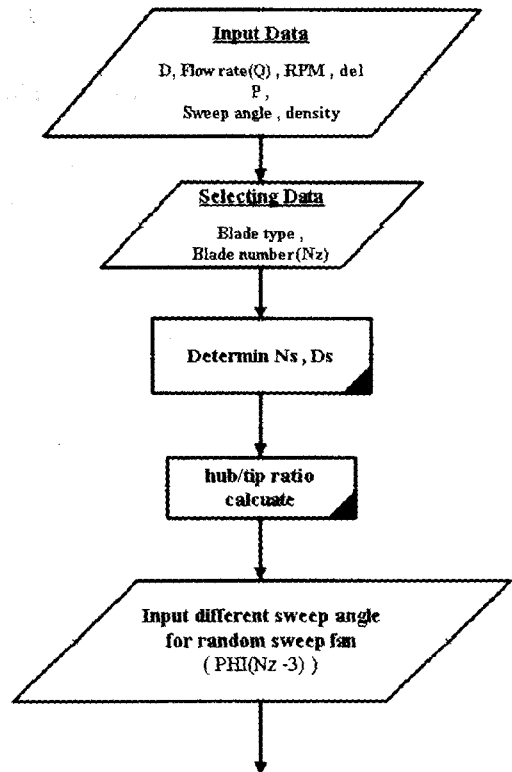 Input Data
D, Flow rate(Q) , RPM , del
P ,
Sweep angle , density
Selecting Data
Blade type ,
Blade number(Nz)
Determin Ns , Ds
hub/tip ratio
calcuate
Input different sweep angle
for random sweep fan
( PHI(Nz -3) )